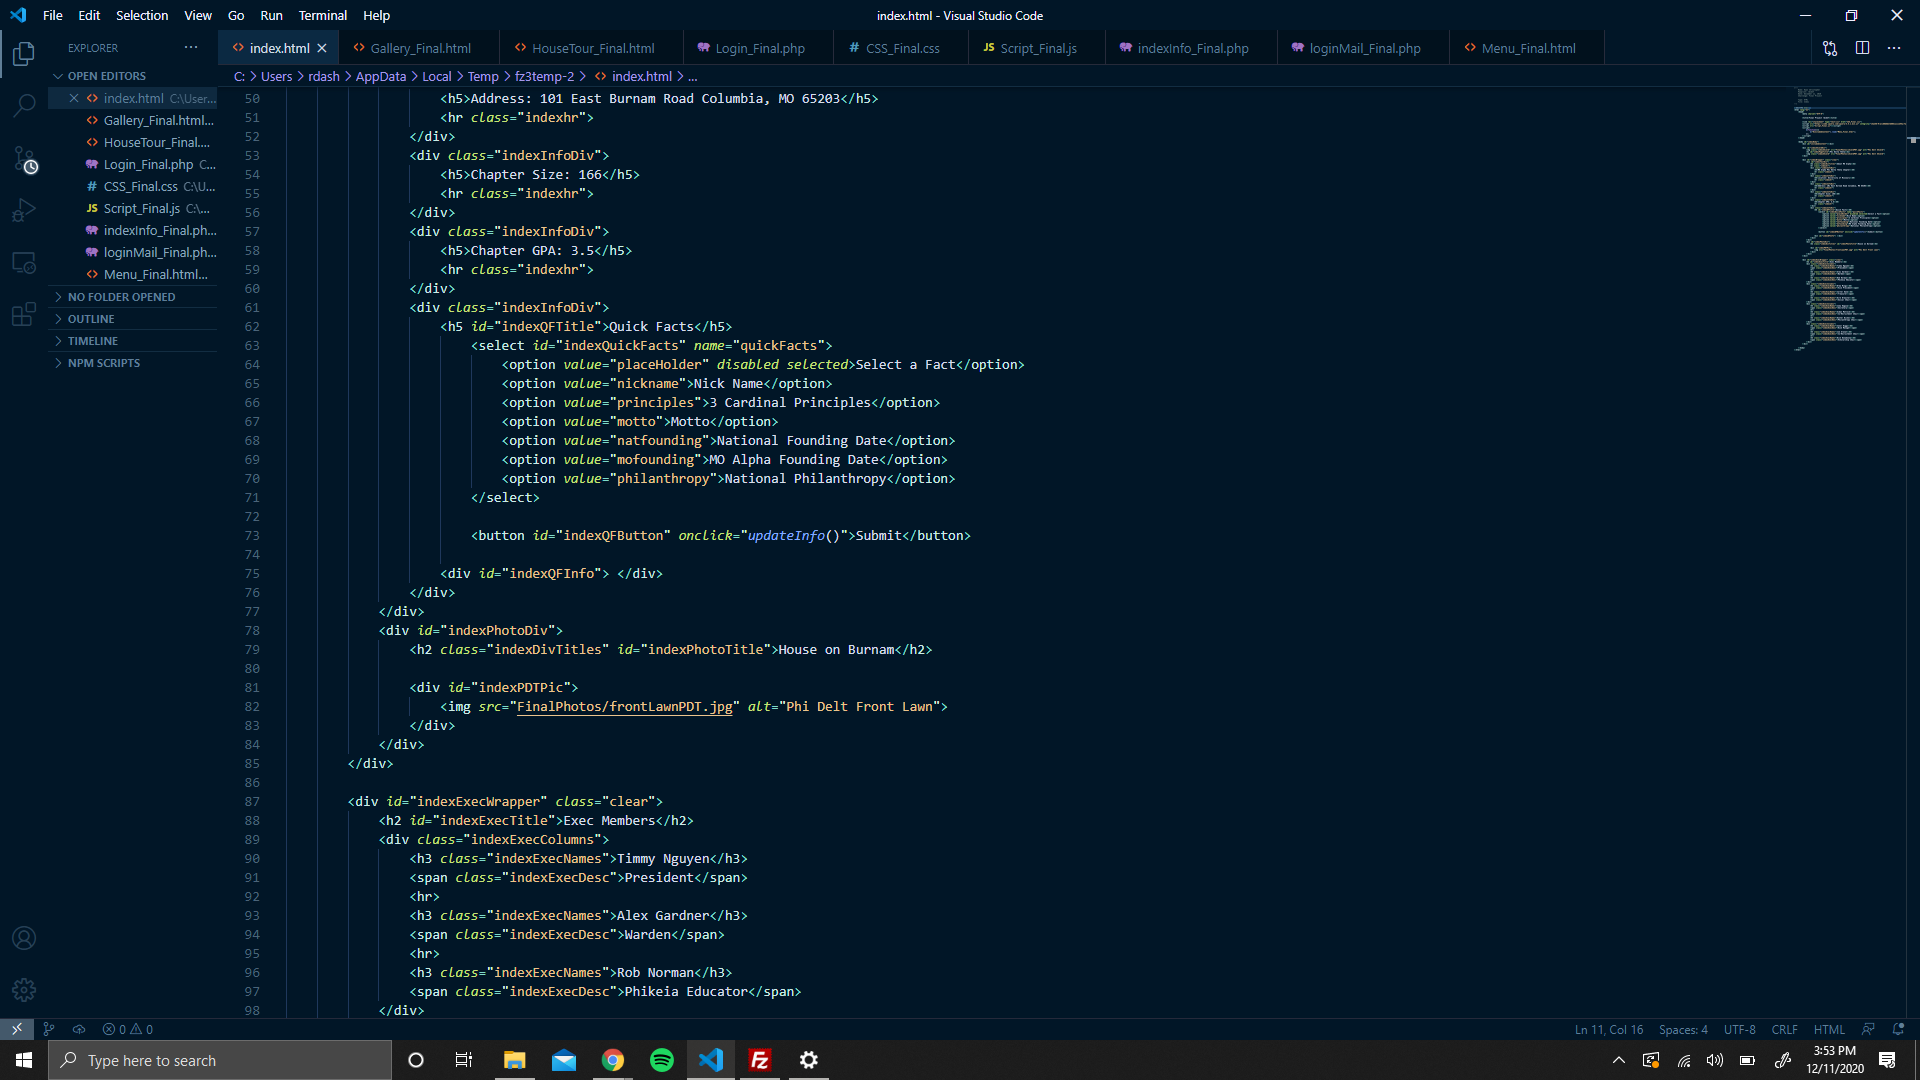 File Edit Selection View Go Run Terminal Help
index.html - Visual Studio Code
EXPLORER
index.html Gallery_Final.html HouseTour_Final.html Login_Final.php CSS_Final.css Script_Final.js indexInfo_Final.php loginMail_Final.php Menu_Final.html
OPEN EDITORS
index.html C:\User...
Gallery_Final.html...
HouseTour_Final....
Login_Final.php C...
CSS_Final.css C:\U...
Script_Final.js C:\...
indexInfo_Final.ph...
loginMail_Final.ph...
Menu_Final.html...
NO FOLDER OPENED
OUTLINE
TIMELINE
NPM SCRIPTS
C: > Users > rdash > AppData > Local > Temp > fz3temp-2 > index.html > ...
50 <h5>Address: 101 East Burnam Road Columbia, MO 65203</h5>
51 <hr class="indexhr">
52 </div>
53 <div class="indexInfoDiv">
54 <h5>Chapter Size: 166</h5>
55 <hr class="indexhr">
56 </div>
57 <div class="indexInfoDiv">
58 <h5>Chapter GPA: 3.5</h5>
59 <hr class="indexhr">
60 </div>
61 <div class="indexInfoDiv">
62 <h5 id="indexQFTitle">Quick Facts</h5>
63 <select id="indexQuickFacts" name="quickFacts">
64 <option value="placeHolder" disabled selected>Select a Fact</option>
65 <option value="nickname">Nick Name</option>
66 <option value="principles">3 Cardinal Principles</option>
67 <option value="motto">Motto</option>
68 <option value="natfounding">National Founding Date</option>
69 <option value="mofounding">MO Alpha Founding Date</option>
70 <option value="philanthropy">National Philanthropy</option>
71 </select>
72
73 <button id="indexQFButton" onclick="updateInfo()">Submit</button>
74
75 <div id="indexQFInfo"> </div>
76 </div>
77 </div>
78 <div id="indexPhotoDiv">
79 <h2 class="indexDivTitles" id="indexPhotoTitle">House on Burnam</h2>
80
81 <div id="indexPDTPic">
82 <img src="FinalPhotos/frontLawnPDT.jpg" alt="Phi Delt Front Lawn">
83 </div>
84 </div>
85 </div>
86
87 <div id="indexExecWrapper" class="clear">
88 <h2 id="indexExecTitle">Exec Members</h2>
89 <div class="indexExecColumns">
90 <h3 class="indexExecNames">Timmy Nguyen</h3>
91 <span class="indexExecDesc">President</span>
92 <hr>
93 <h3 class="indexExecNames">Alex Gardner</h3>
94 <span class="indexExecDesc">Warden</span>
95 <hr>
96 <h3 class="indexExecNames">Rob Norman</h3>
97 <span class="indexExecDesc">Phikeia Educator</span>
98 </div>
0 0
Ln 11, Col 16 Spaces: 4 UTF-8 CRLF HTML
Type here to search
3:53 PM
12/11/2020